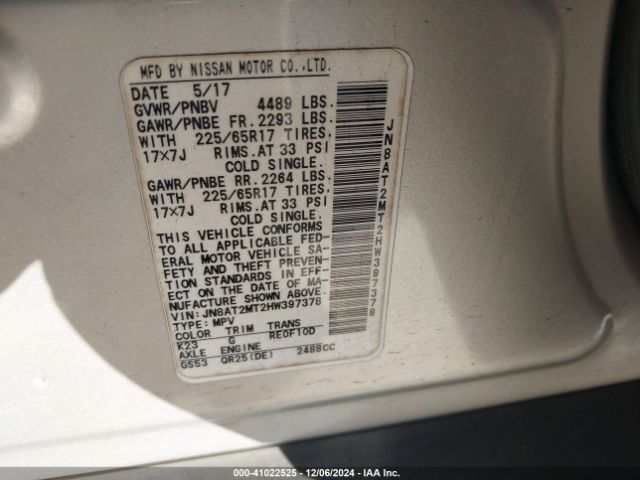 MFD BY NISSAN MOTOR CO.,LTD.
DATE 5/17
GVWR/PNBV 4489 LBS.
GAWR/PNBE FR. 2293 LBS.
WITH 225/65R17 TIRES,
17×7J RIMS.AT 33 PSI
COLD SINGLE.
GAWR/PNBE RR. 2264 LBS.
WITH 225/65R17 TIRES,
17×7J RIMS.AT 33 PSI
COLD SINGLE.
THIS VEHICLE CONFORMS
TO ALL APPLICABLE FED-
ERAL MOTOR VEHICLE SA-
FETY AND THEFT PREVEN-
TION STANDARDS IN EFF-
ECT ON THE DATE OF MA-
NUFACTURE SHOWN ABOVE.
VIN: JN8AT2MT2HW397378
TYPE: MPV
COLOR TRIM TRANS
K23 G RE0F10D
AXLE ENGINE
GS53 QR25(DE) 2488CC
JN8AT2MT2HW397378
000-41022525 - 12/06/2024 - IAA Inc.